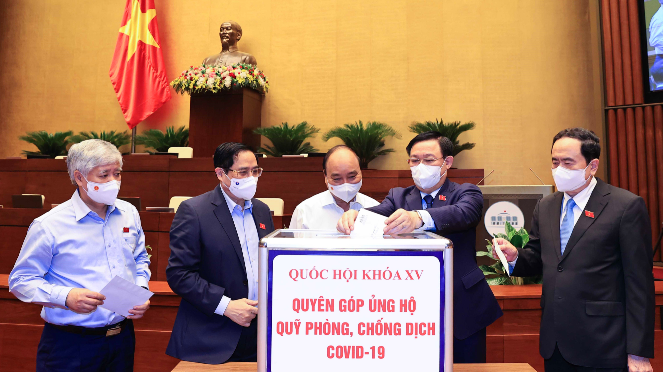 QUỐC HỘI KHÓA XV
QUYÊN GÓP ỦNG HỘ
QUỸ PHÒNG, CHỐNG DỊCH
COVID-19